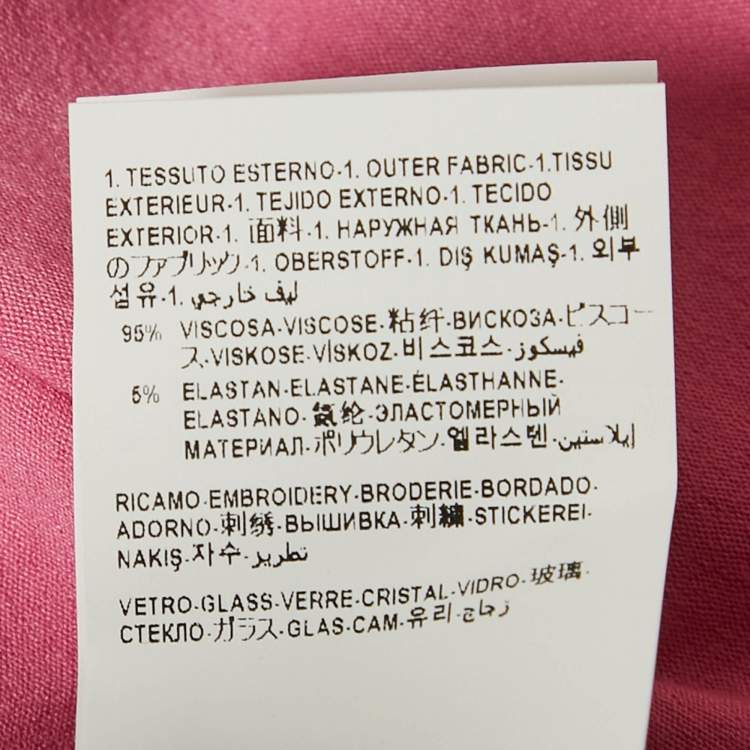 1. TESSUTO ESTERNO-1. OUTER FABRIC-1.TISSU
EXTERIEUR-1. TEJIDO EXTERNO-1. TECIDO
EXTERIOR-1. 面料-1. НАРУЖНАЯ ТКАНЬ-1. 外側
のファブリック-1. OBERSTOFF-1. DIŞ KUMAŞ-1. 외부
섬유-1. ليف خارجي
95% VISCOSA-VISCOSE-粘纤-ВИСКОЗА-ビスコー
ス-VISKOSE-VİSKOZ-비스코스-فيسكوز
5% ELASTAN-ELASTANE-ÉLASTHANNE-
ELASTANO-氨纶-ЭЛАСТОМЕРНЫЙ
МАТЕРИАЛ-ポリウレタン-엘라스텐-إيلاستين
RICAMO-EMBROIDERY-BRODERIE-BORDADO-
ADORNO-刺绣-ВЫШИВКА-刺繍-STICKEREI-
NAKIŞ-자수-تطريز
VETRO-GLASS-VERRE-CRISTAL-VIDRO-玻璃-
СТЕКЛО-ガラス-GLAS-CAM-유리-زجاج